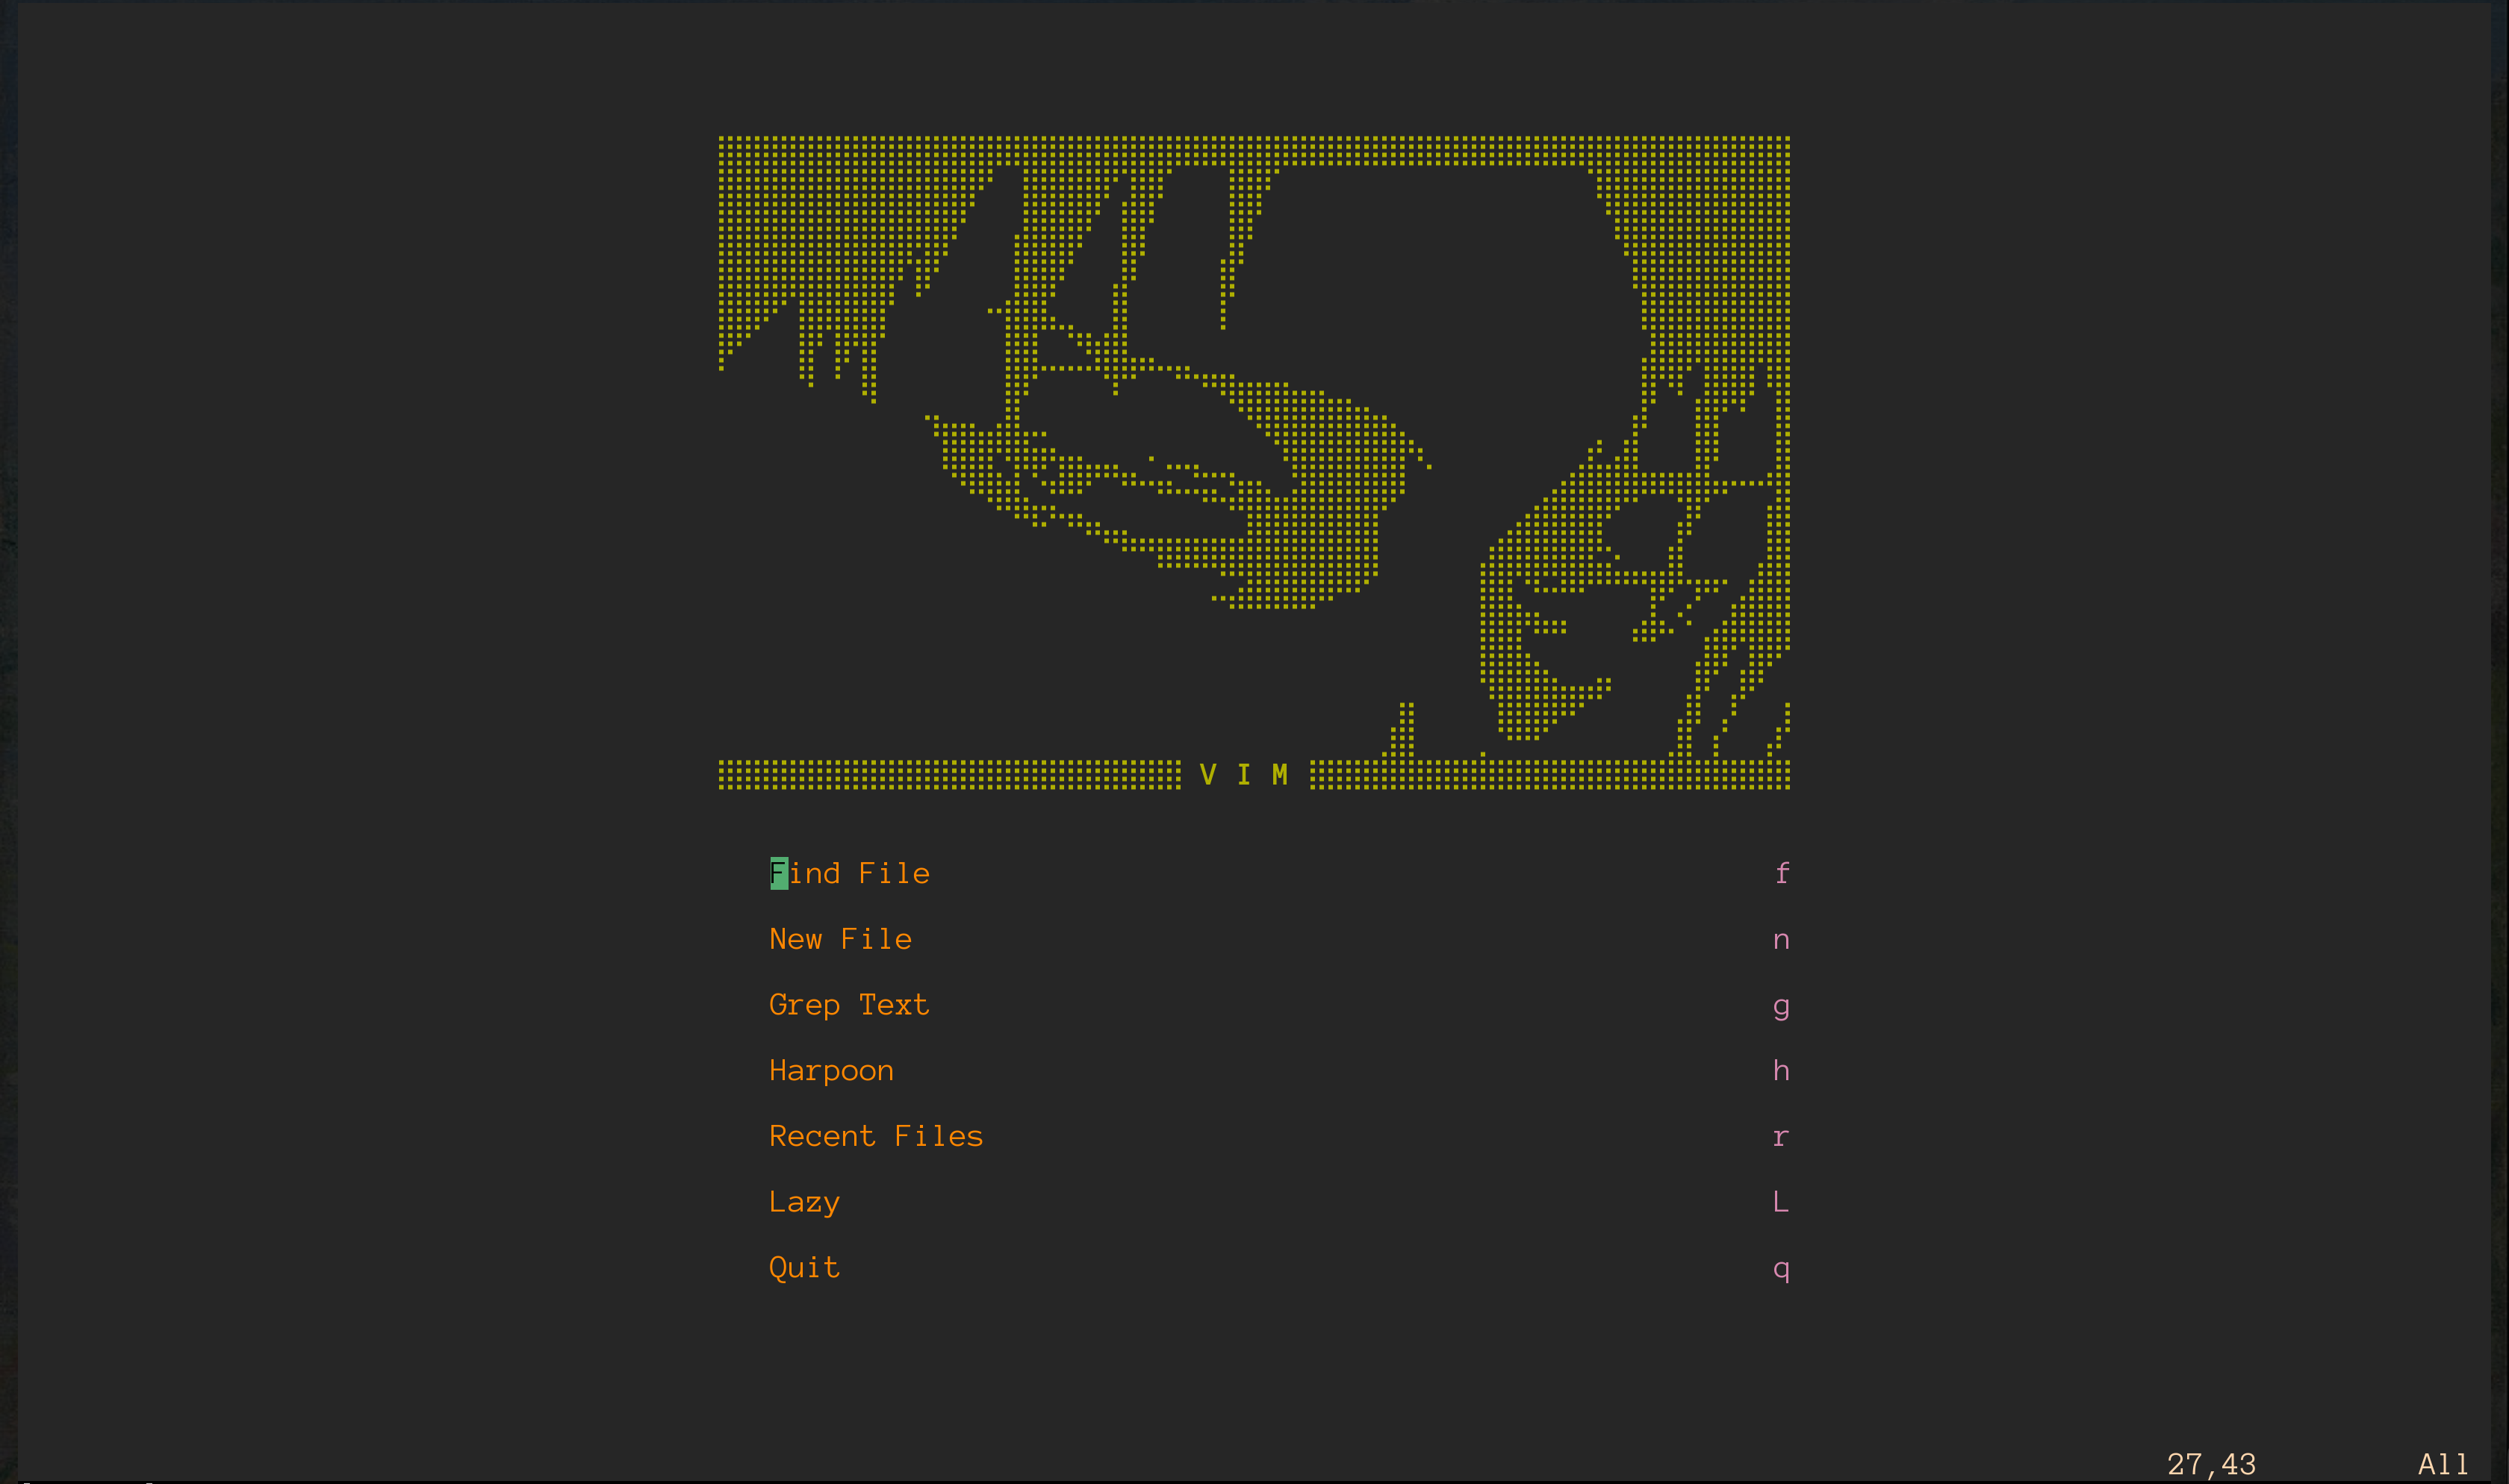 V I M
Find File f
New File n
Grep Text g
Harpoon h
Recent Files r
Lazy L
Quit q
27,43 All